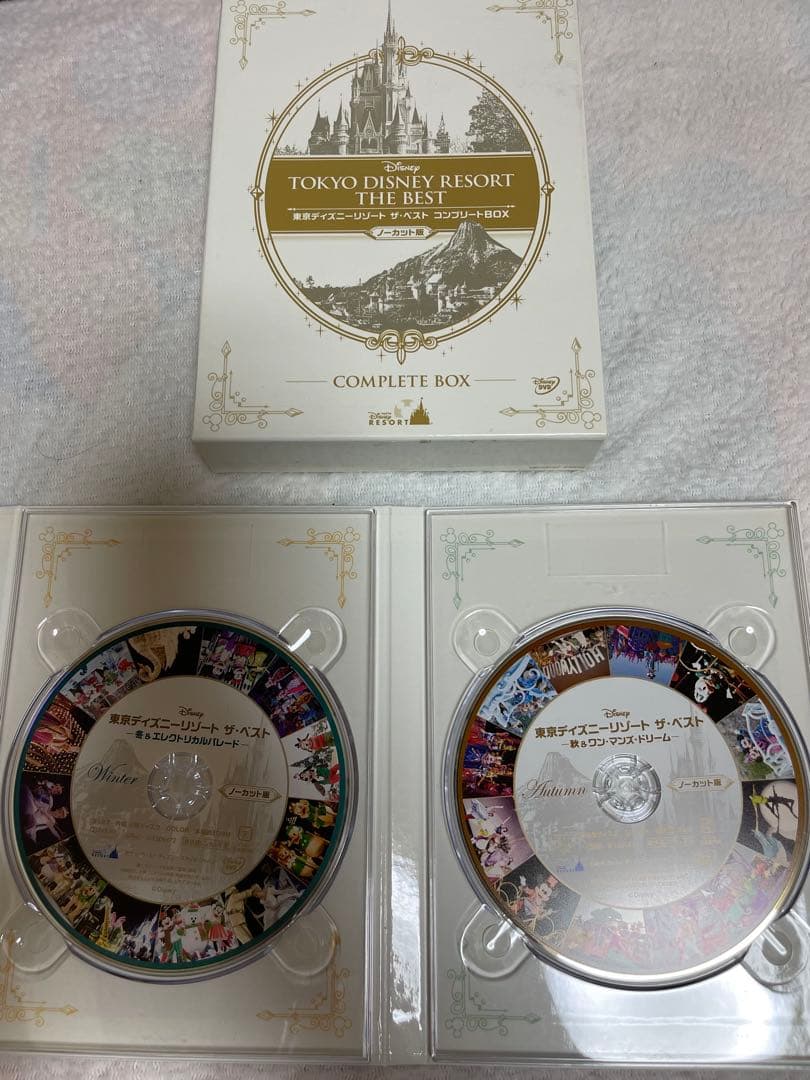 Disney
TOKYO DISNEY RESORT
THE BEST
東京ディズニーリゾート ザ・ベスト コンプリートBOX
ノーカット版
COMPLETE BOX
Disney
DVD
Disney
RESORT
Disney
東京ディズニーリゾート ザ・ベスト
－冬＆エレクトリカルパレード－
Winter
ノーカット版
COLOR
©Disney
Disney
東京ディズニーリゾート ザ・ベスト
－秋＆ワン・マンズ・ドリーム－
Autumn
ノーカット版